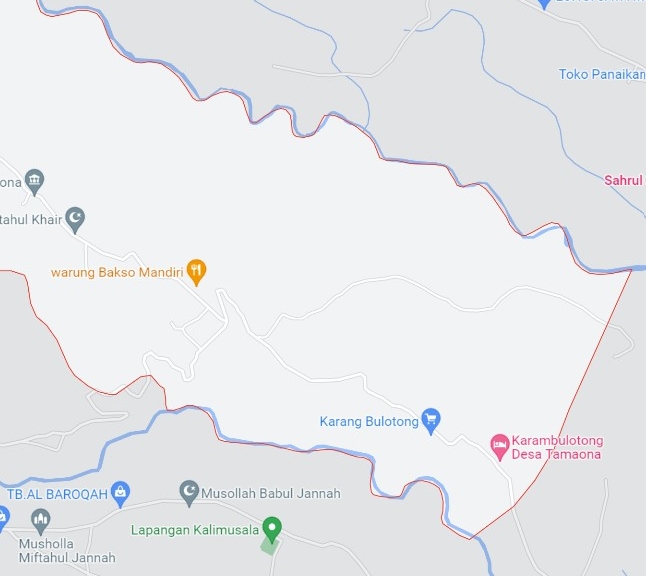 Toko Panaikan
Sahrul
ona
tahul Khair
warung Bakso Mandiri
Karang Bulotong
Karambulotong
Desa Tamaona
TB.AL BAROQAH
Musollah Babul Jannah
Lapangan Kalimusala
Musholla
Miftahul Jannah